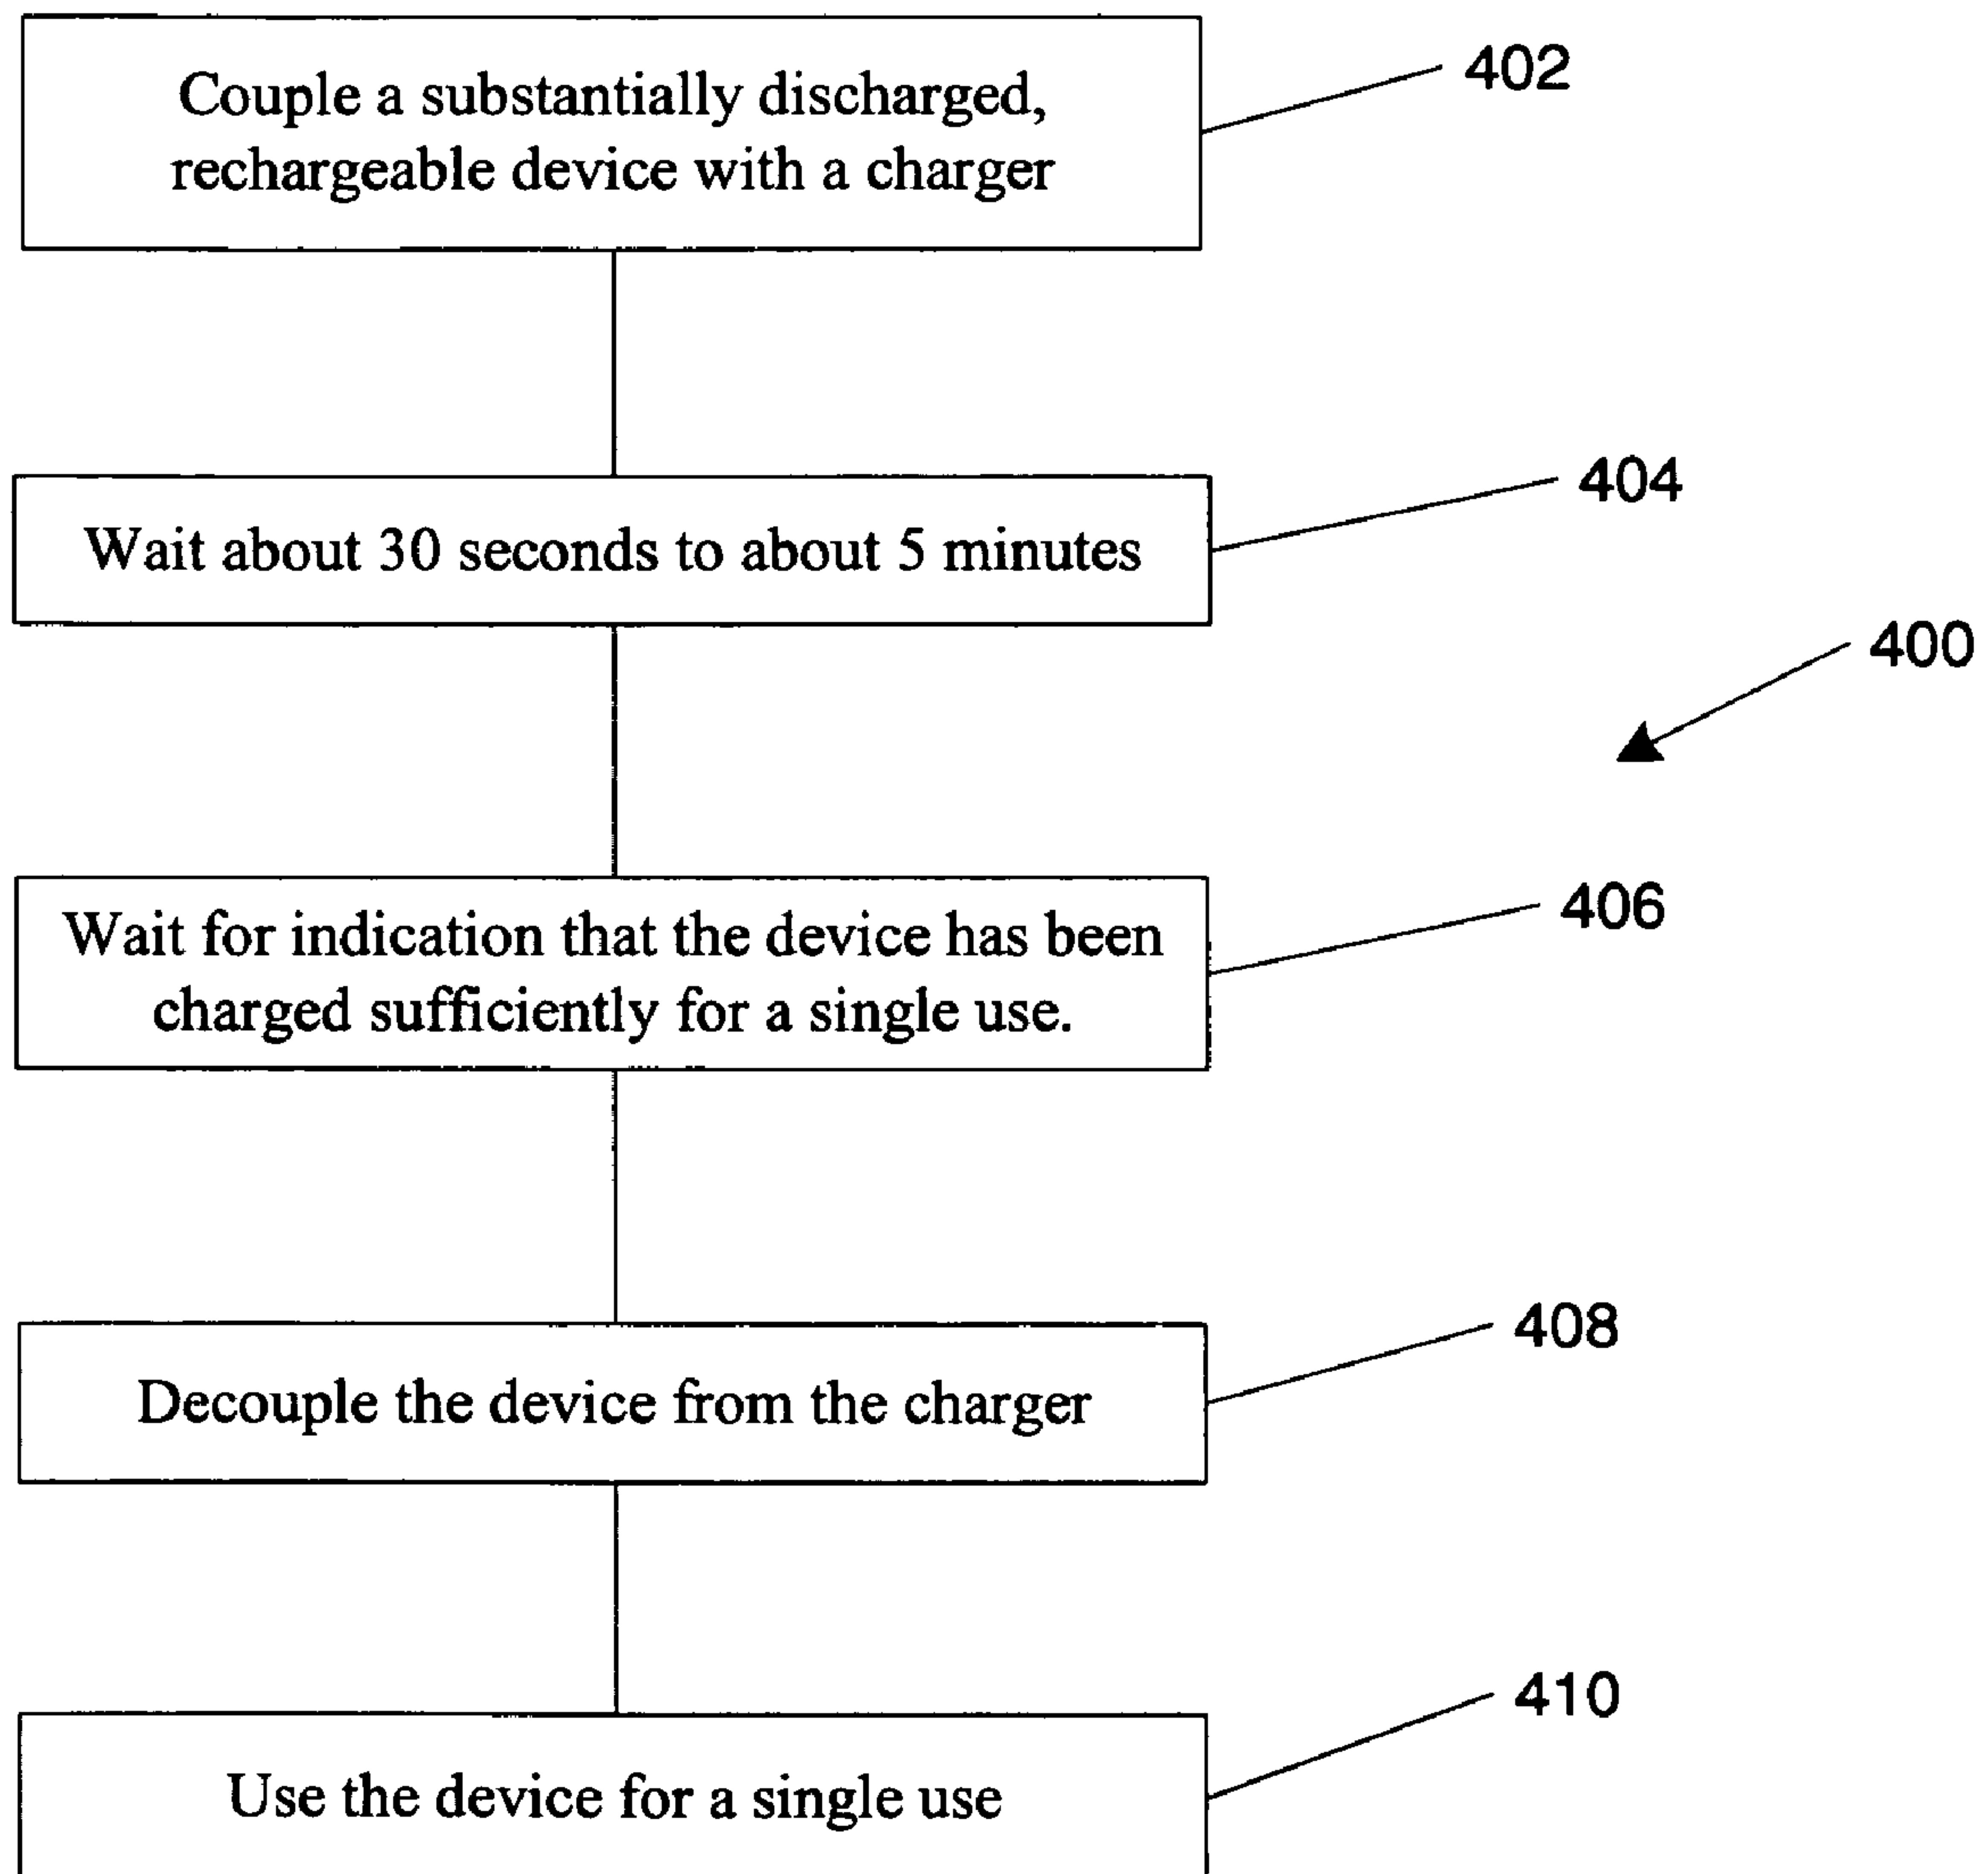 Couple a substantially discharged,
rechargeable device with a charger
402
Wait about 30 seconds to about 5 minutes
404
400
Wait for indication that the device has been
charged sufficiently for a single use.
406
Decouple the device from the charger
408
Use the device for a single use
410